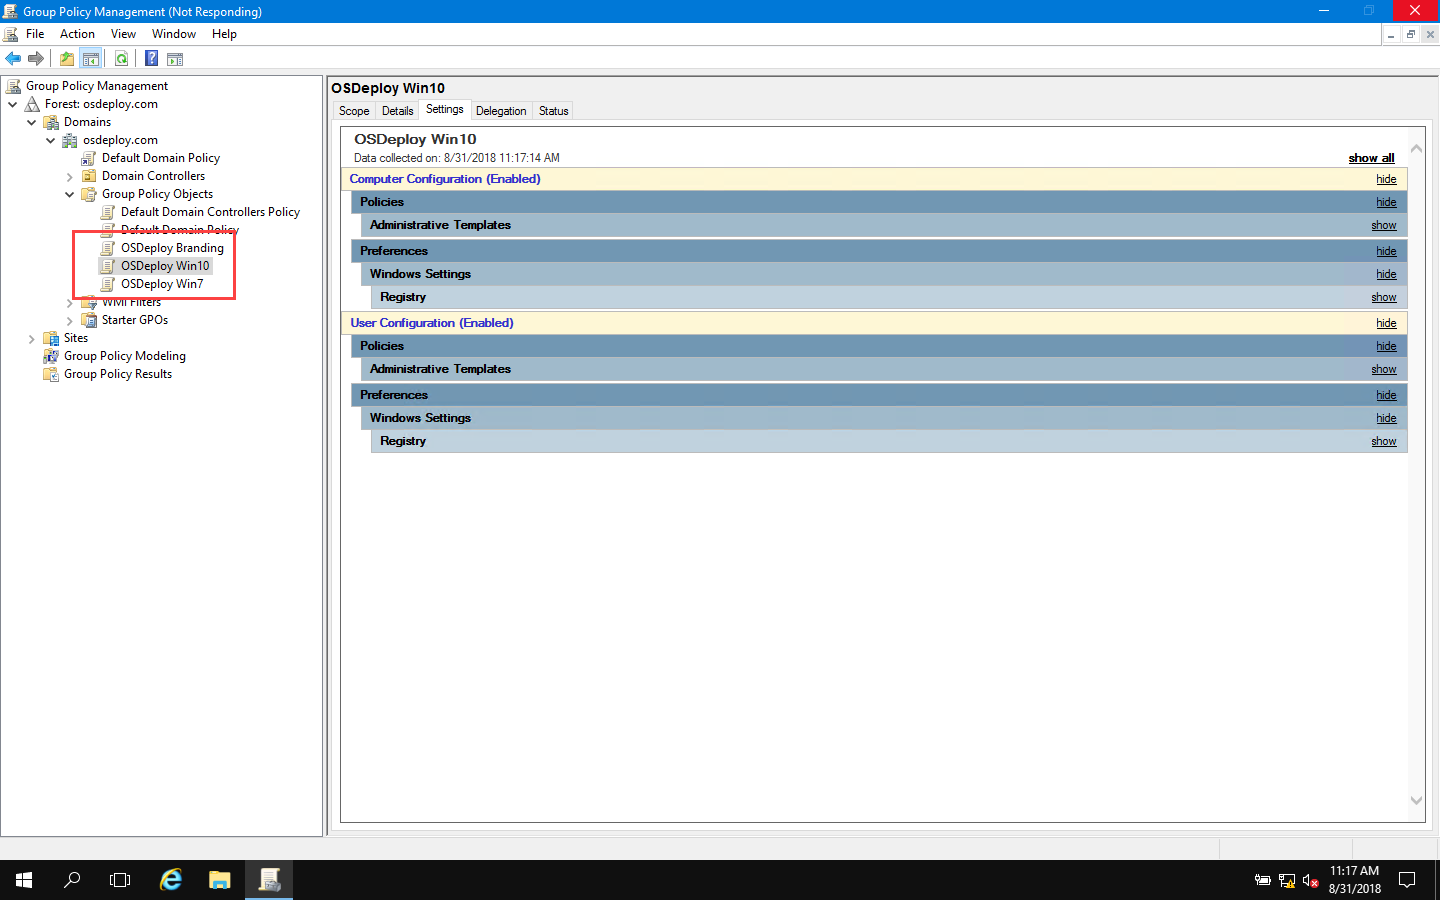 Group Policy Management (Not Responding)
File Action View Window Help
Group Policy Management
Forest: osdeploy.com
Domains
osdeploy.com
Default Domain Policy
Domain Controllers
Group Policy Objects
Default Domain Controllers Policy
Default Domain Policy
OSDeploy Branding
OSDeploy Win10
OSDeploy Win7
WMI Filters
Starter GPOs
Sites
Group Policy Modeling
Group Policy Results
OSDeploy Win10
Scope Details Settings Delegation Status
OSDeploy Win10
Data collected on: 8/31/2018 11:17:14 AM show all
Computer Configuration (Enabled) hide
Policies hide
Administrative Templates show
Preferences hide
Windows Settings hide
Registry show
User Configuration (Enabled) hide
Policies hide
Administrative Templates show
Preferences hide
Windows Settings hide
Registry show
11:17 AM
8/31/2018